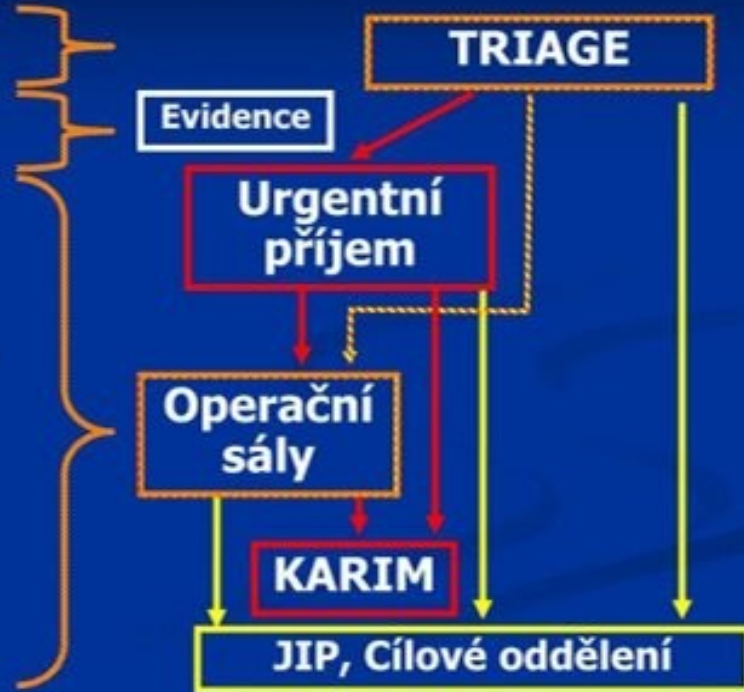 TRIAGE
Evidence
Urgentní
příjem
Operační
sály
KARIM
JIP, Cílové oddělení